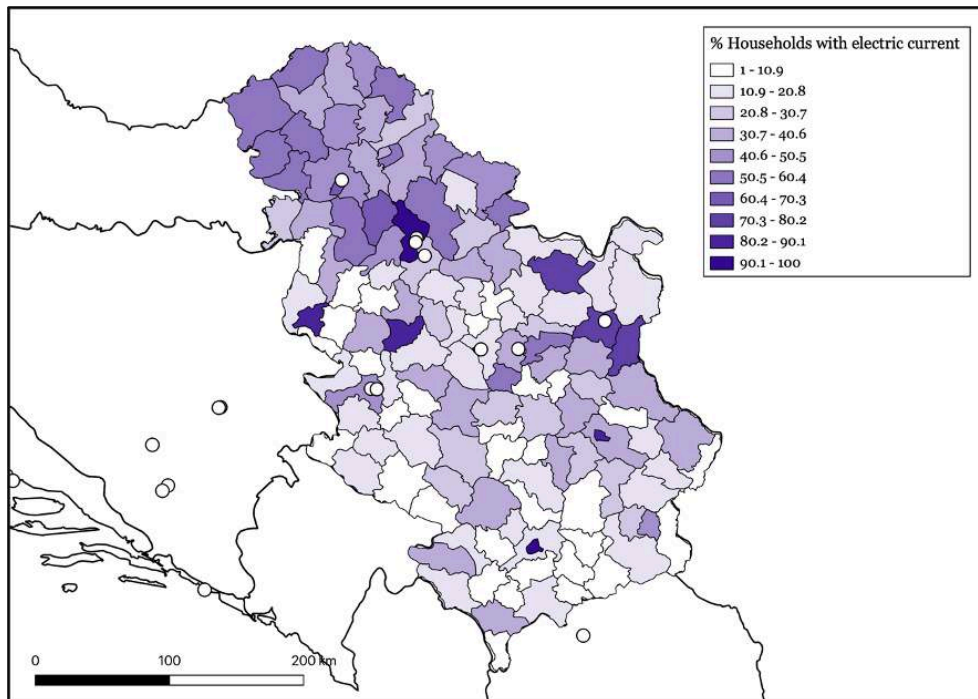 % Households with electric current
1 - 10.9
10.9 - 20.8
20.8 - 30.7
30.7 - 40.6
40.6 - 50.5
50.5 - 60.4
60.4 - 70.3
70.3 - 80.2
80.2 - 90.1
90.1 - 100
0 100 200 km